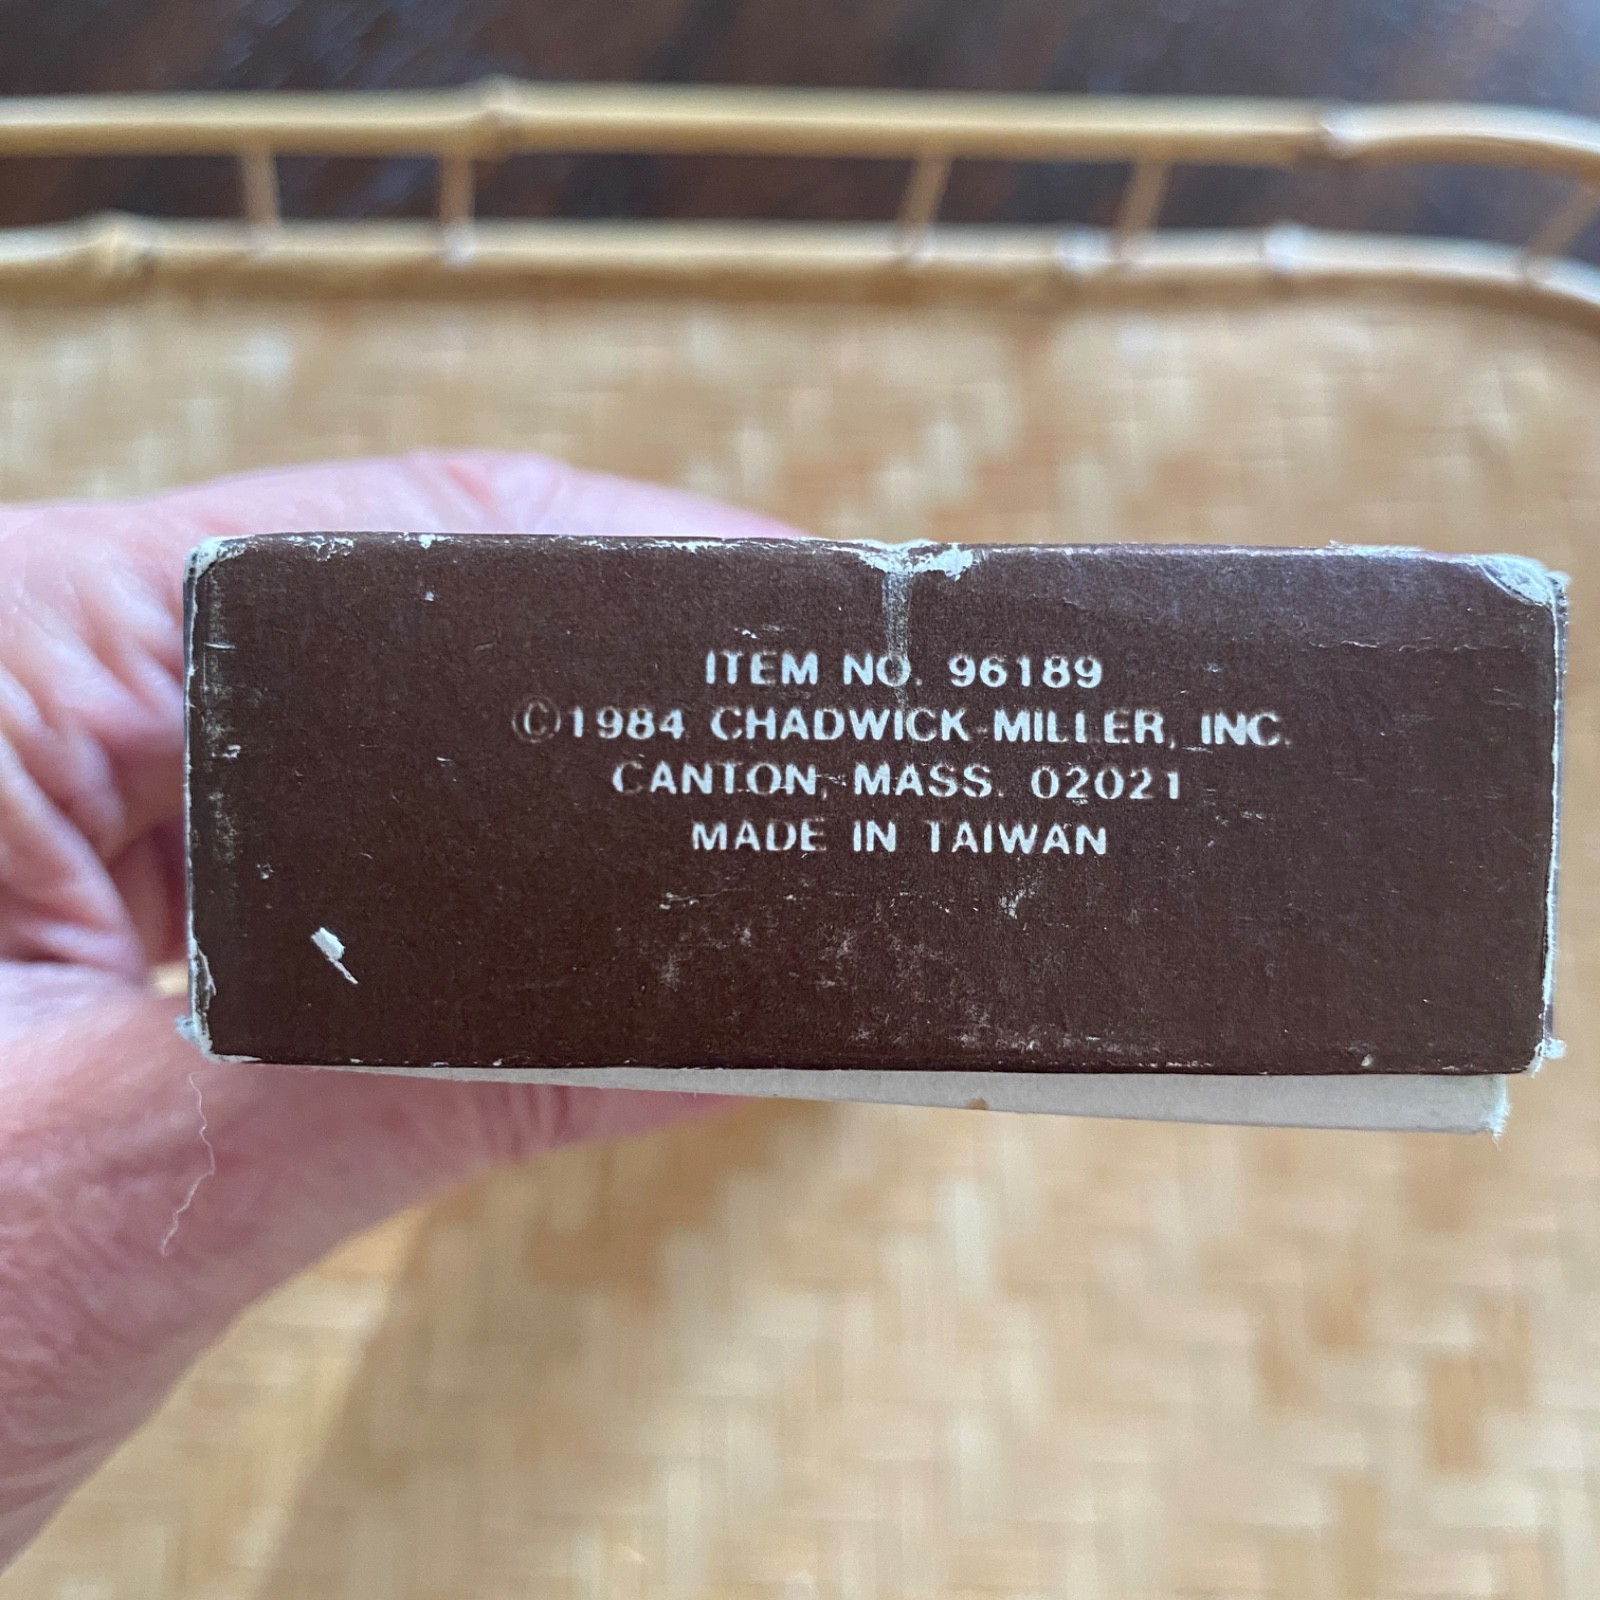 ITEM NO. 96189
©1984 CHADWICK-MILLER, INC.
CANTON, MASS. 02021
MADE IN TAIWAN